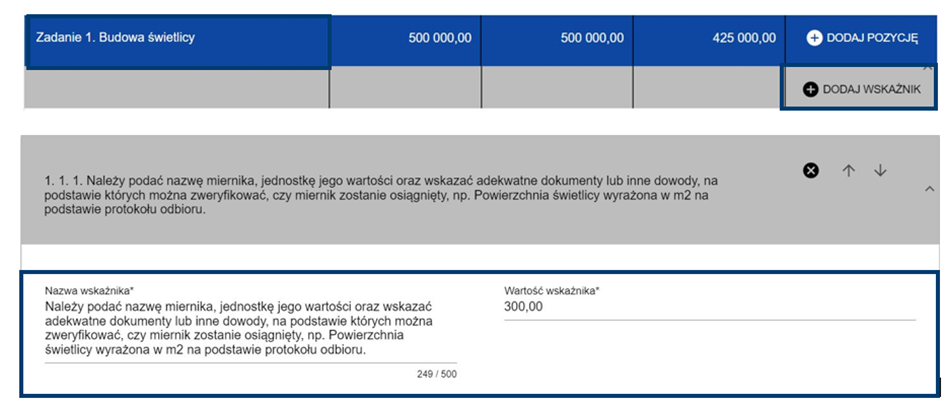 Zadanie 1. Budowa świetlicy 500 000,00 500 000,00 425 000,00 DODAJ POZYCJĘ
DODAJ WSKAŹNIK
1. 1. 1. Należy podać nazwę miernika, jednostkę jego wartości oraz wskazać adekwatne dokumenty lub inne dowody, na
podstawie których można zweryfikować, czy miernik zostanie osiągnięty, np. Powierzchnia świetlicy wyrażona w m2 na
podstawie protokołu odbioru.
Nazwa wskaźnika*
Należy podać nazwę miernika, jednostkę jego wartości oraz wskazać
adekwatne dokumenty lub inne dowody, na podstawie których można
zweryfikować, czy miernik zostanie osiągnięty, np. Powierzchnia
świetlicy wyrażona w m2 na podstawie protokołu odbioru.
249 / 500
Wartość wskaźnika*
300,00